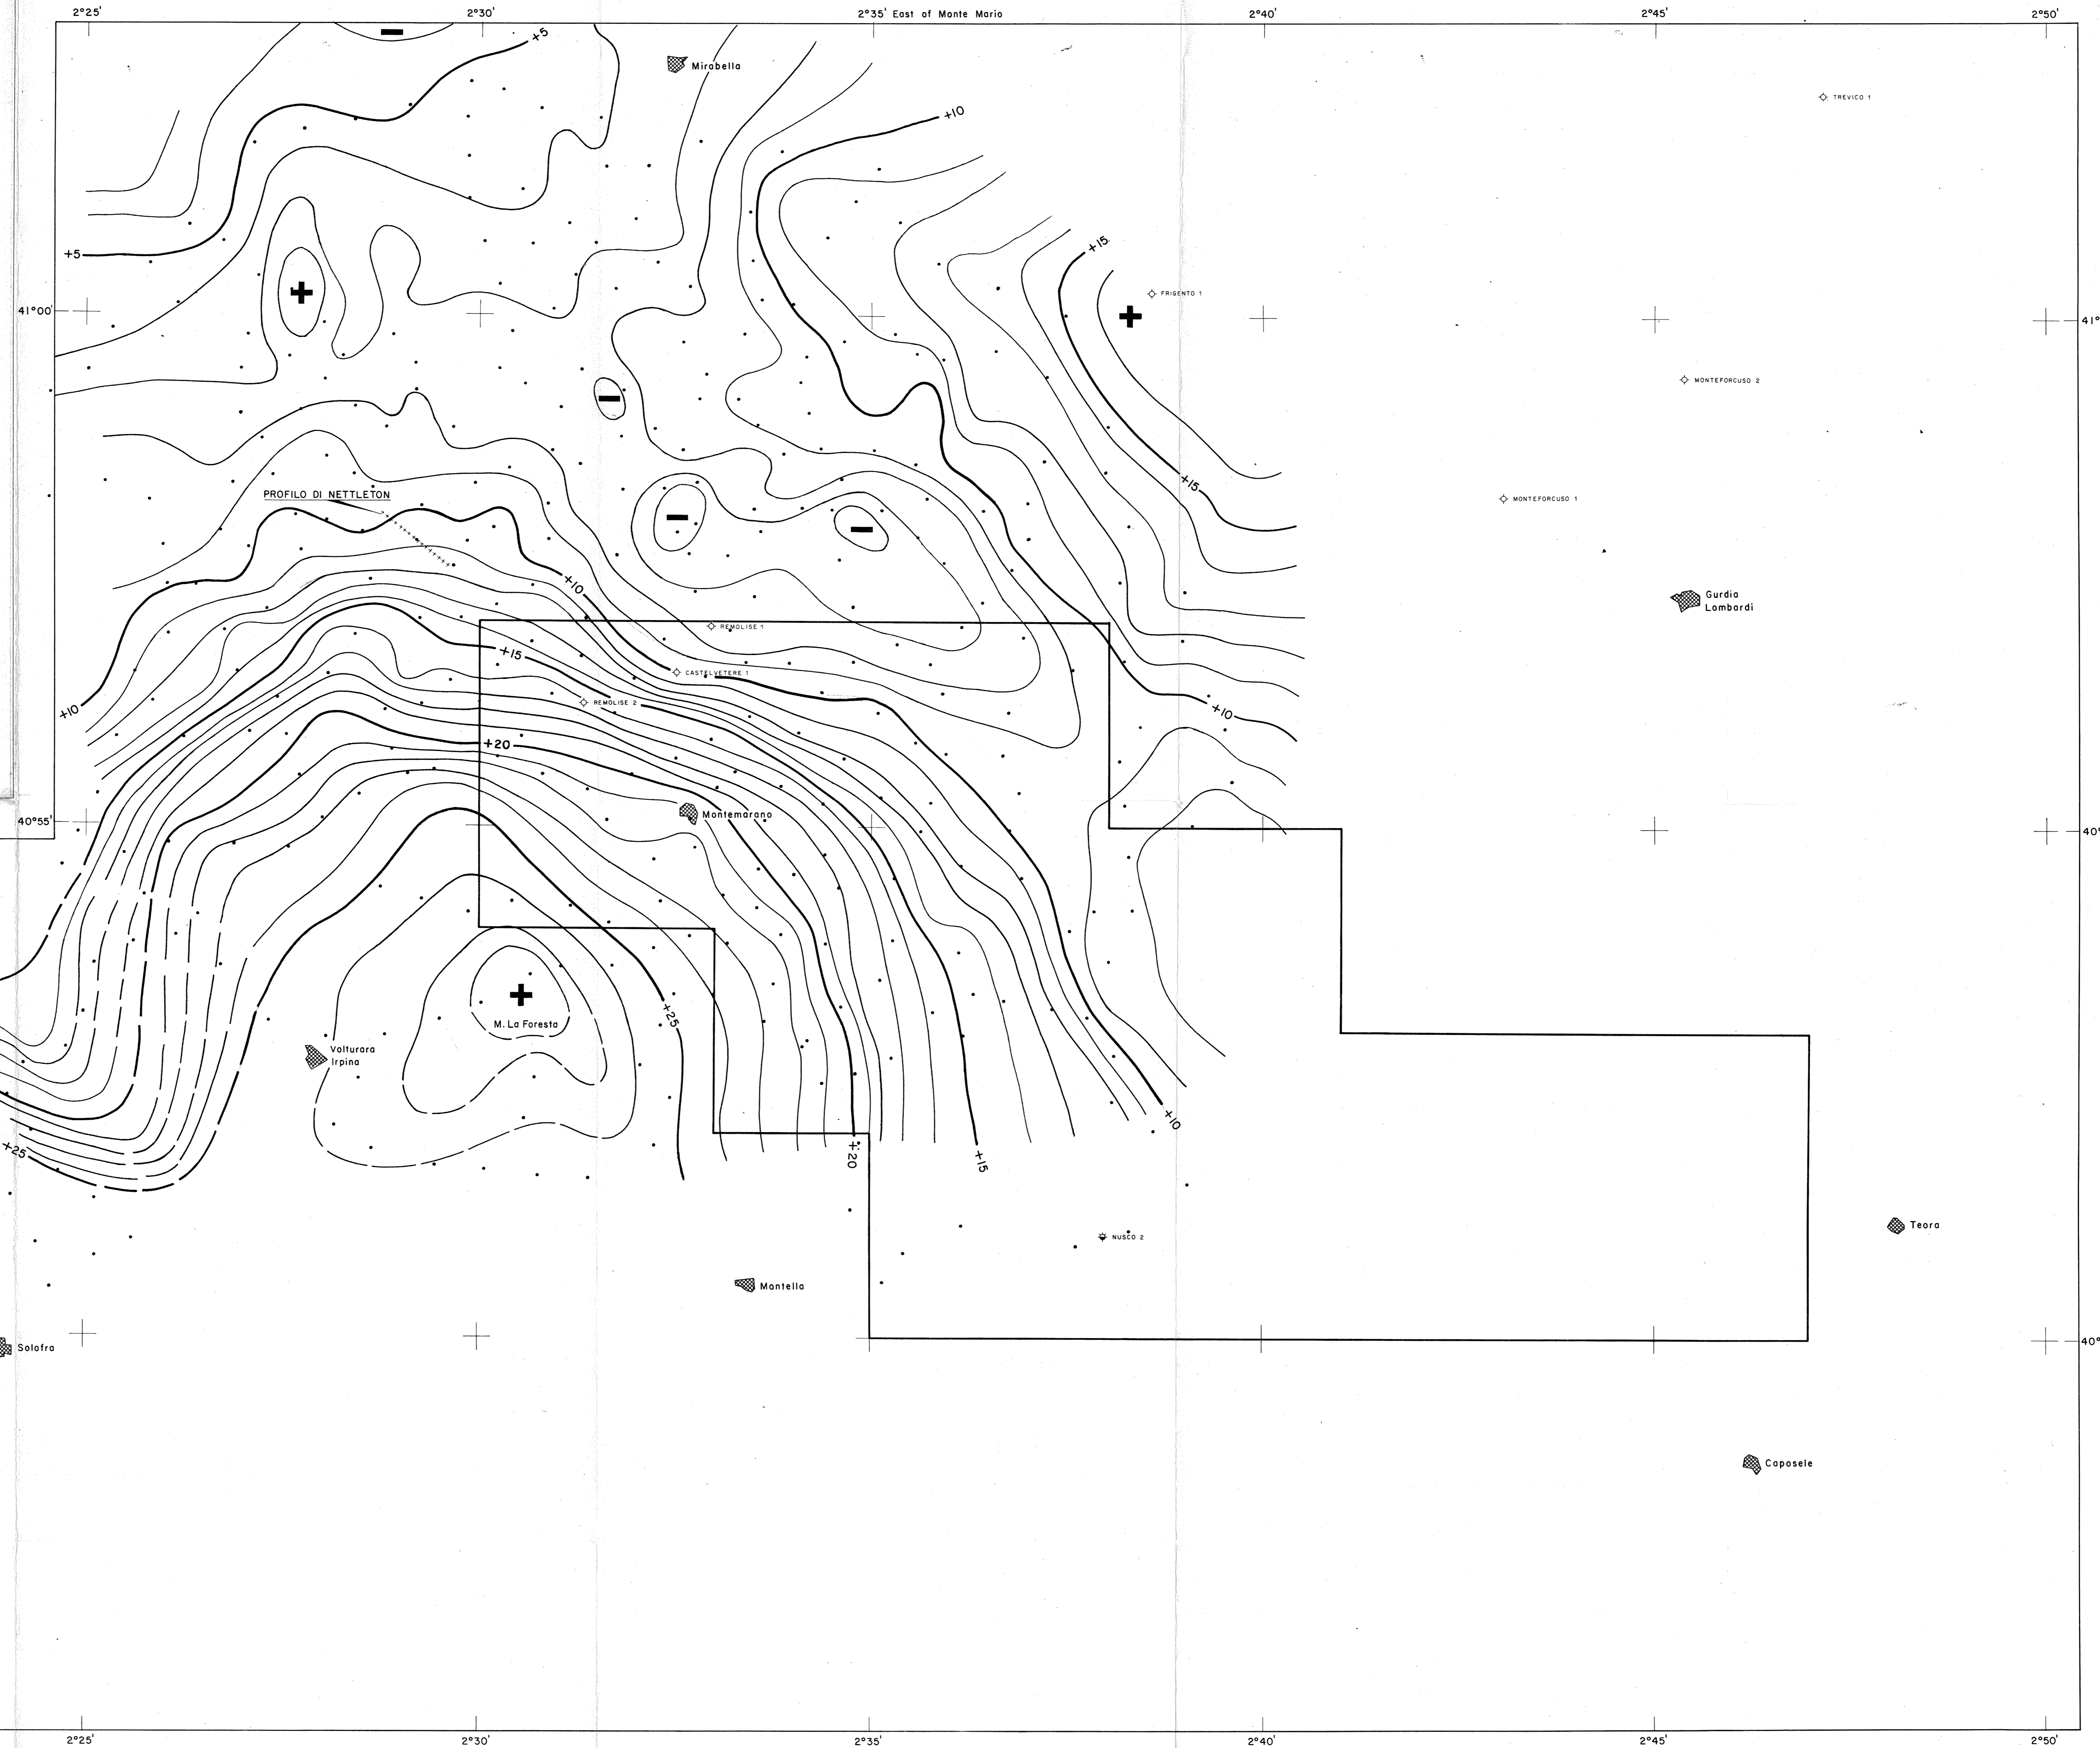 2°25' 2°30' 2°35' East of Monte Mario 2°40' 2°45' 2°50'
+5
Mirabella
TREVICO 1
+10
+5
+15
FRIGENTO 1
+
+
41°00'
41°
MONTEFORCUSO 2
−
+15
PROFILO DI NETTLETON
MONTEFORCUSO 1
−
−
+10
Gurdia
Lombardi
REMOLISE 1
+15
CASTELVETERE 1
REMOLISE 2
+10
+10
+20
Montemarano
40°55'
40°
+
M. La Foresta
+25
Volturara
Irpina
+10
+25
+20
+15
Teora
NUSCO 2
Montella
40°
Solofra
Caposele
2°25' 2°30' 2°35' 2°40' 2°45' 2°50'